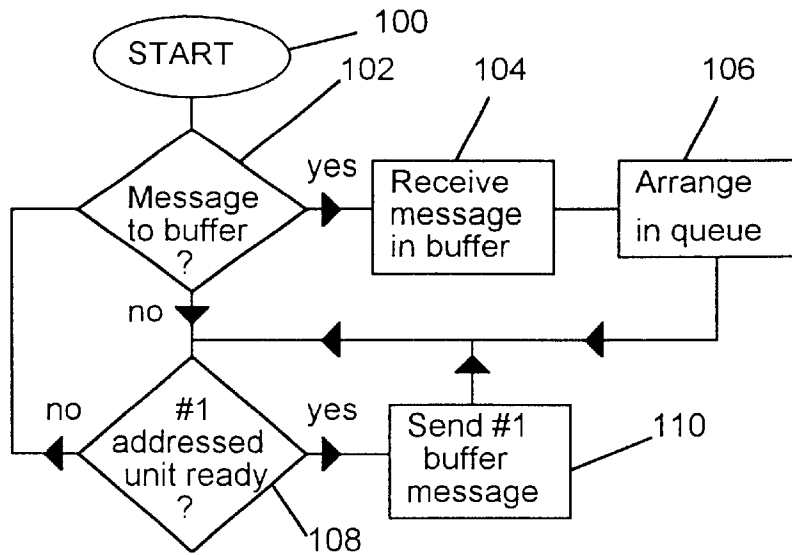 100
START
102
104
106
yes
Message
to buffer
?
Receive
message
in buffer
Arrange
in queue
no
no
#1
addressed
unit ready
?
yes
Send #1
buffer
message
110
108